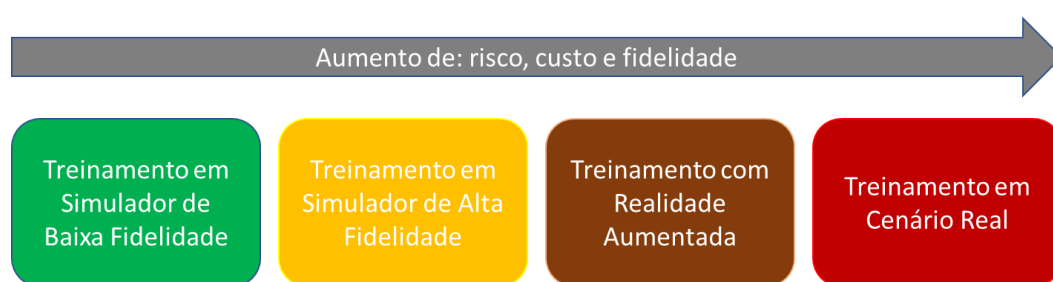 Aumento de: risco, custo e fidelidade
Treinamento em
Simulador de
Baixa Fidelidade
Treinamento em
Simulador de Alta
Fidelidade
Treinamento com
Realidade
Aumentada
Treinamento em
Cenário Real